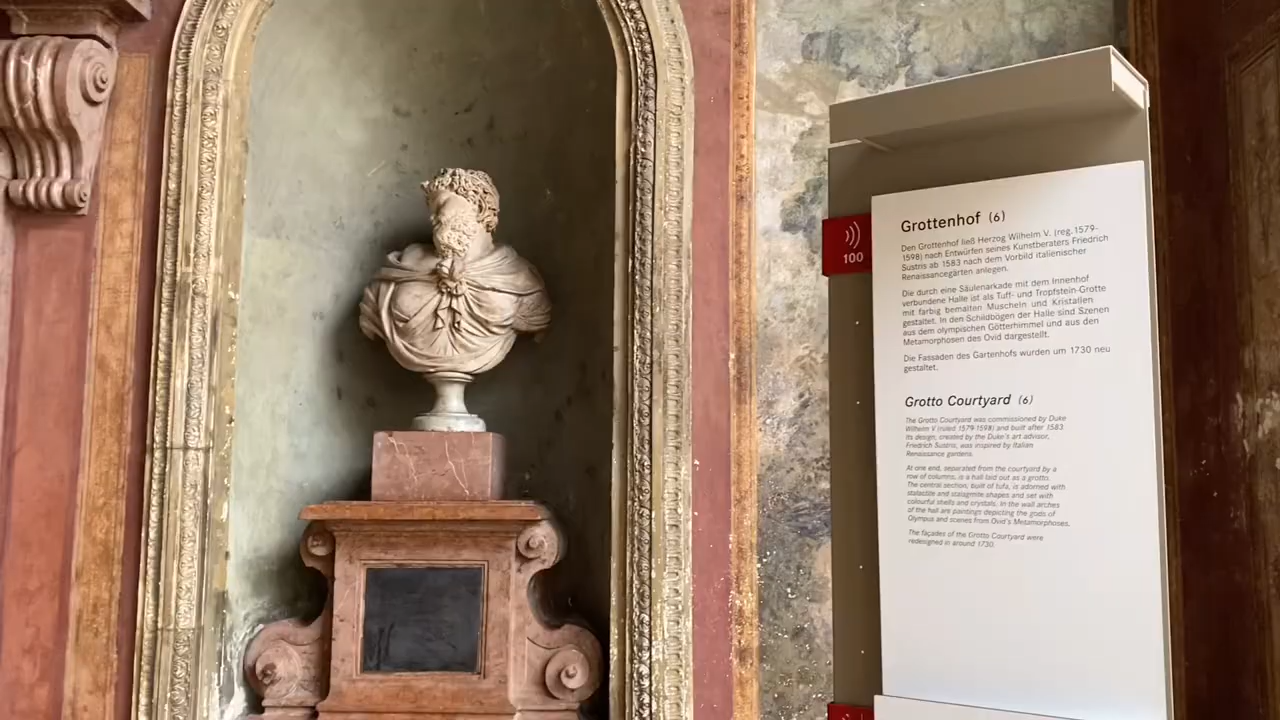 100
Grottenhof (6)
Den Grottenhof ließ Herzog Wilhelm V. (reg.1579-
1598) nach Entwürfen seines Kunstberaters Friedrich
Sustris ab 1583 nach dem Vorbild italienischer
Renaissancegärten anlegen.
Die durch eine Säulenarkade mit dem Innenhof
verbundene Halle ist als Tuff- und Tropfstein-Grotte
mit farbig bemalten Muscheln und Kristallen
gestaltet. In den Schildbögen der Halle sind Szenen
aus dem olympischen Götterhimmel und aus den
Metamorphosen des Ovid dargestellt.
Die Fassaden des Gartenhofs wurden um 1730 neu
gestaltet.
Grotto Courtyard (6)
The Grotto Courtyard was commissioned by Duke
Wilhelm V (ruled 1579-1598) and built after 1583.
Its design, created by the Duke's art advisor,
Friedrich Sustris, was inspired by Italian
Renaissance gardens.
At one end, separated from the courtyard by a
row of columns, is a hall laid out as a grotto.
The central section, built of tufa, is adorned with
stalactite and stalagmite shapes and set with
colourful shells and crystals. In the wall arches
of the hall are paintings depicting the gods of
Olympus and scenes from Ovid's Metamorphoses.
The façades of the Grotto Courtyard were
redesigned in around 1730.